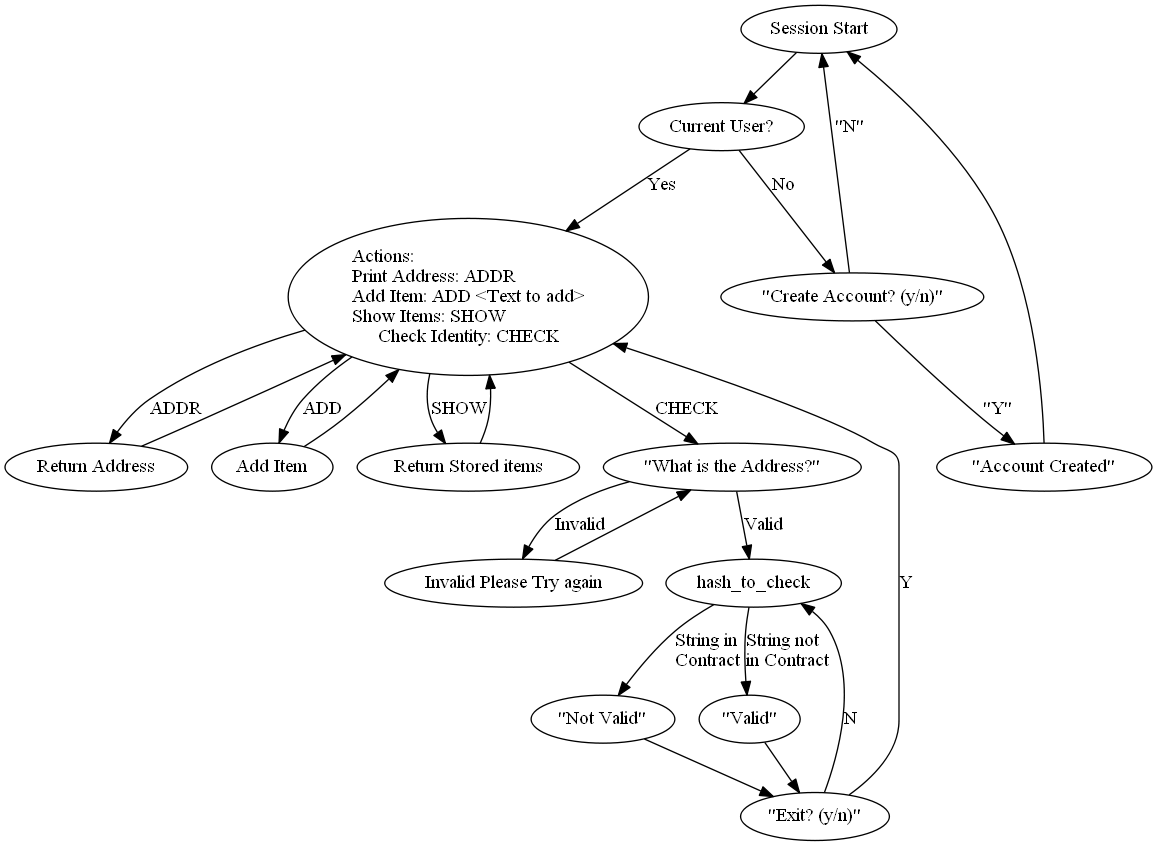 Session Start
Current User?
"N"
Yes
No
Actions:
Print Address: ADDR
Add Item: ADD <Text to add>
Show Items: SHOW
Check Identity: CHECK
"Create Account? (y/n)"
ADDR
ADD
SHOW
CHECK
"Y"
Return Address
Add Item
Return Stored items
"What is the Address?"
"Account Created"
Invalid
Valid
Invalid Please Try again
hash_to_check
Y
String in
Contract
String not
in Contract
"Not Valid"
"Valid"
N
"Exit? (y/n)"